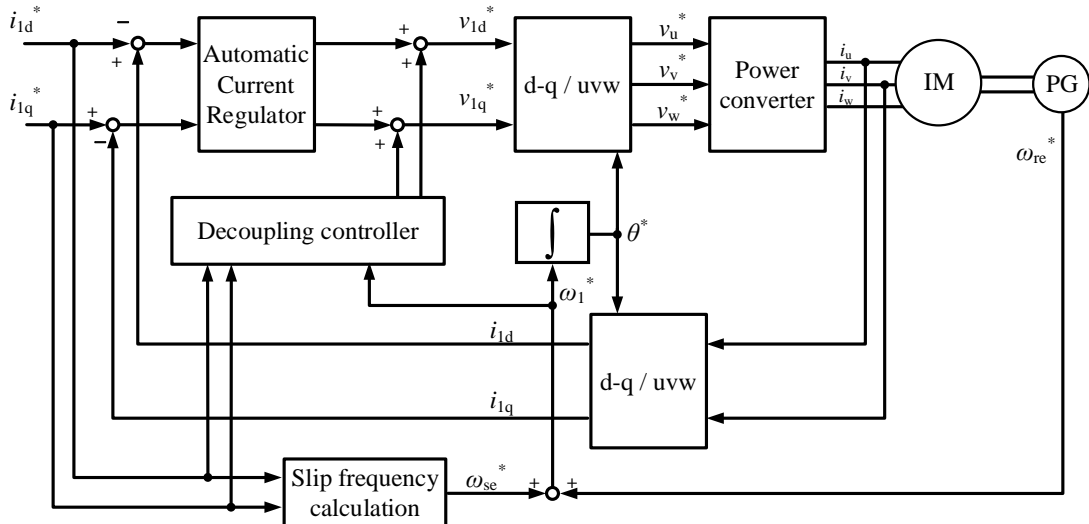 i1d*
i1q*
−
+
+
−
Automatic
Current
Regulator
+
+
+
+
v1d*
v1q*
d-q / uvw
vu*
vv*
vw*
Power
converter
iu
iv
iw
IM
PG
ωre*
Decoupling controller
∫
θ*
ω1*
i1d
i1q
d-q / uvw
Slip frequency
calculation
ωse*
+
+